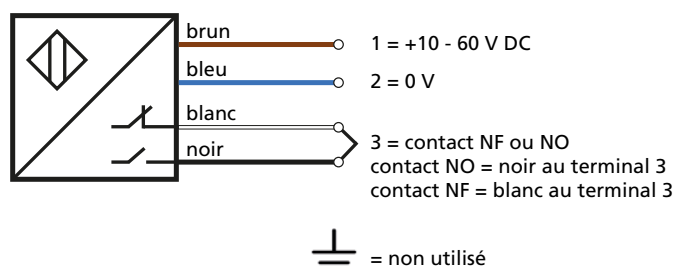 brun
1 = +10 - 60 V DC
bleu
2 = 0 V
blanc
noir
3 = contact NF ou NO
contact NO = noir au terminal 3
contact NF = blanc au terminal 3
= non utilisé